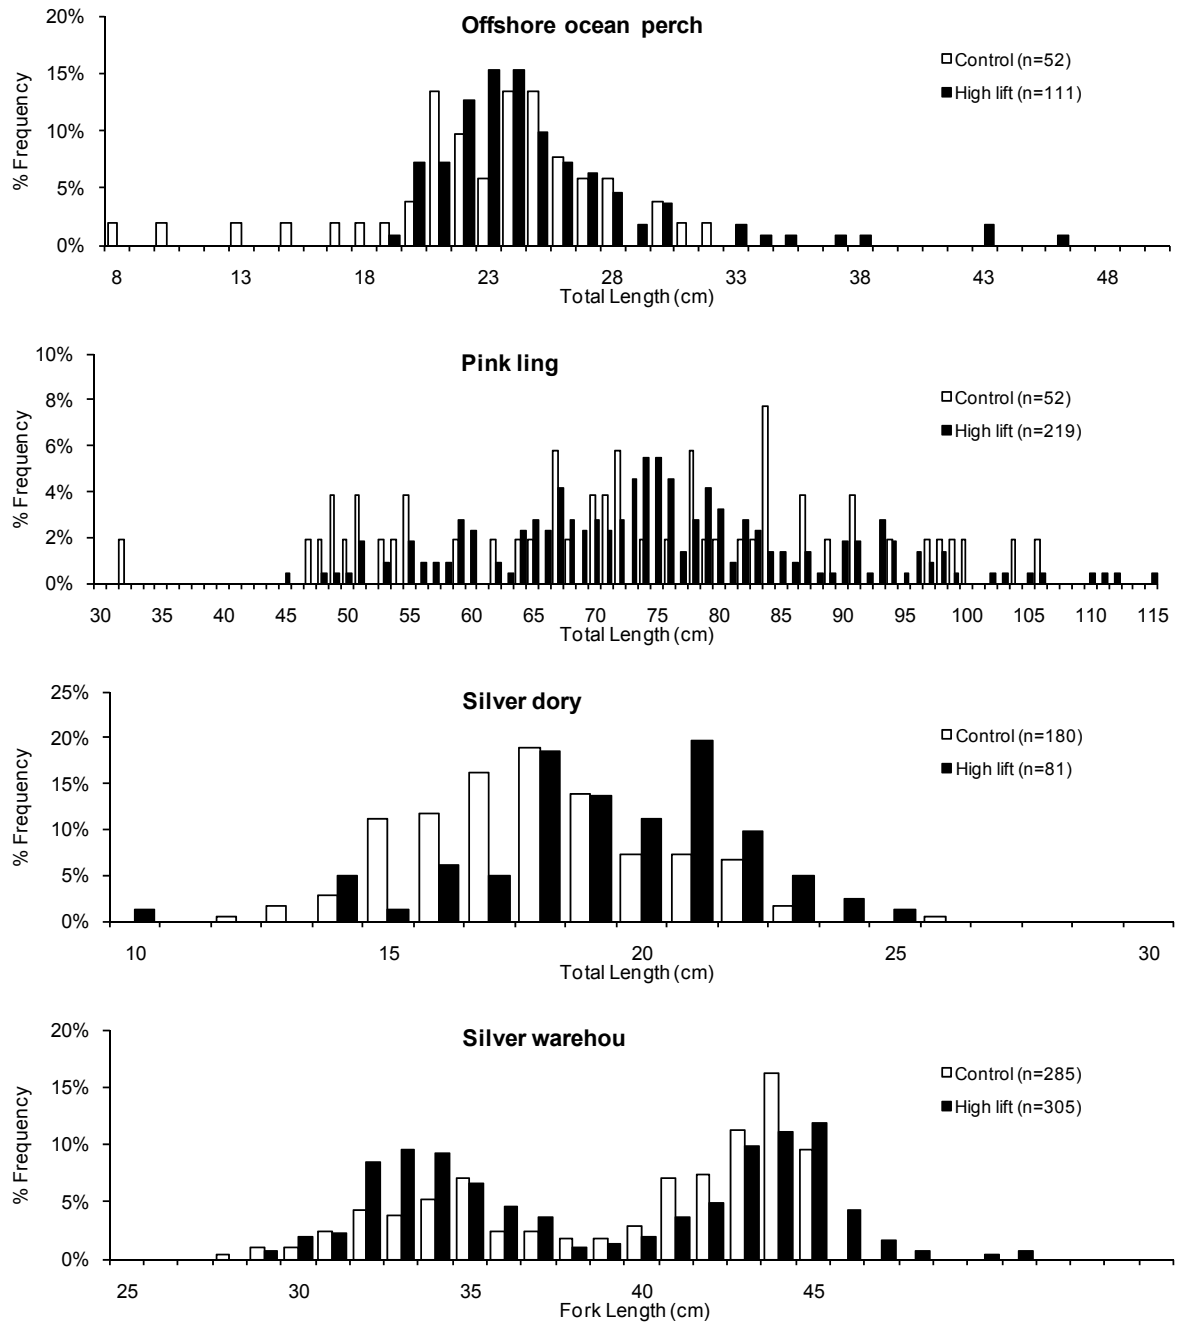 Offshore ocean perch
20%
15%
10%
5%
0%
% Frequency
Control (n=52)
High lift (n=111)
8 13 18 23 28 33 38 43 48
Total Length (cm)
Pink ling
10%
8%
6%
4%
2%
0%
% Frequency
Control (n=52)
High lift (n=219)
30 35 40 45 50 55 60 65 70 75 80 85 90 95 100 105 110 115
Total Length (cm)
Silver dory
25%
20%
15%
10%
5%
0%
% Frequency
Control (n=180)
High lift (n=81)
10 15 20 25 30
Total Length (cm)
Silver warehou
20%
15%
10%
5%
0%
% Frequency
Control (n=285)
High lift (n=305)
25 30 35 40 45
Fork Length (cm)